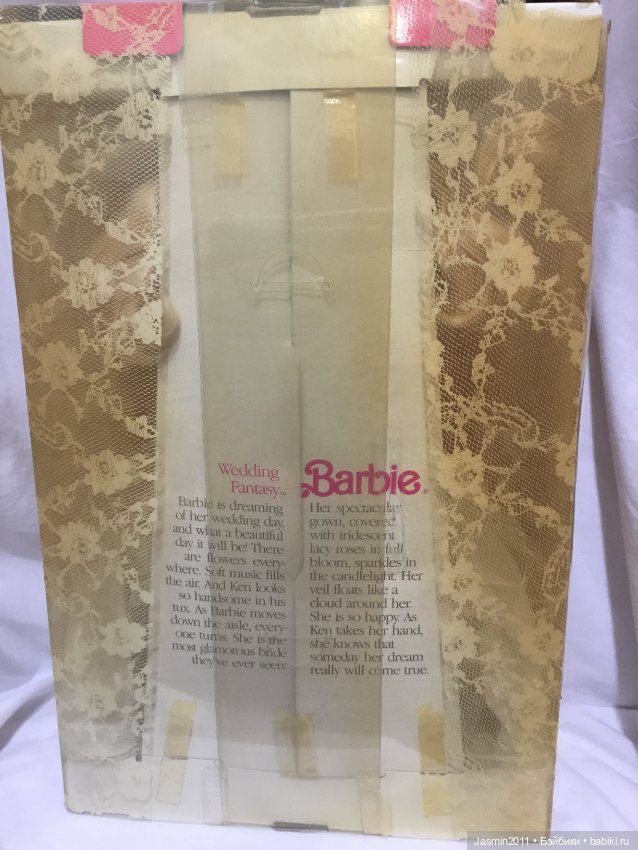 Wedding
Fantasy™
Barbie®
Barbie is dreaming
of her wedding day,
and what a beautiful
day it will be! There
are flowers every-
where. Soft music fills
the air. And Ken looks
so handsome in his
tux. As Barbie moves
down the aisle, every-
one turns. She is the
most glamorous bride
they've ever seen!
Her spectacular
gown, covered
with iridescent
lacy roses in full
bloom, sparkles in
the candlelight. Her
veil floats like a
cloud around her.
She is so happy. As
Ken takes her hand,
she knows that
someday her dream
really will come true.
Jasmin2011 • Бэйбики • babiki.ru